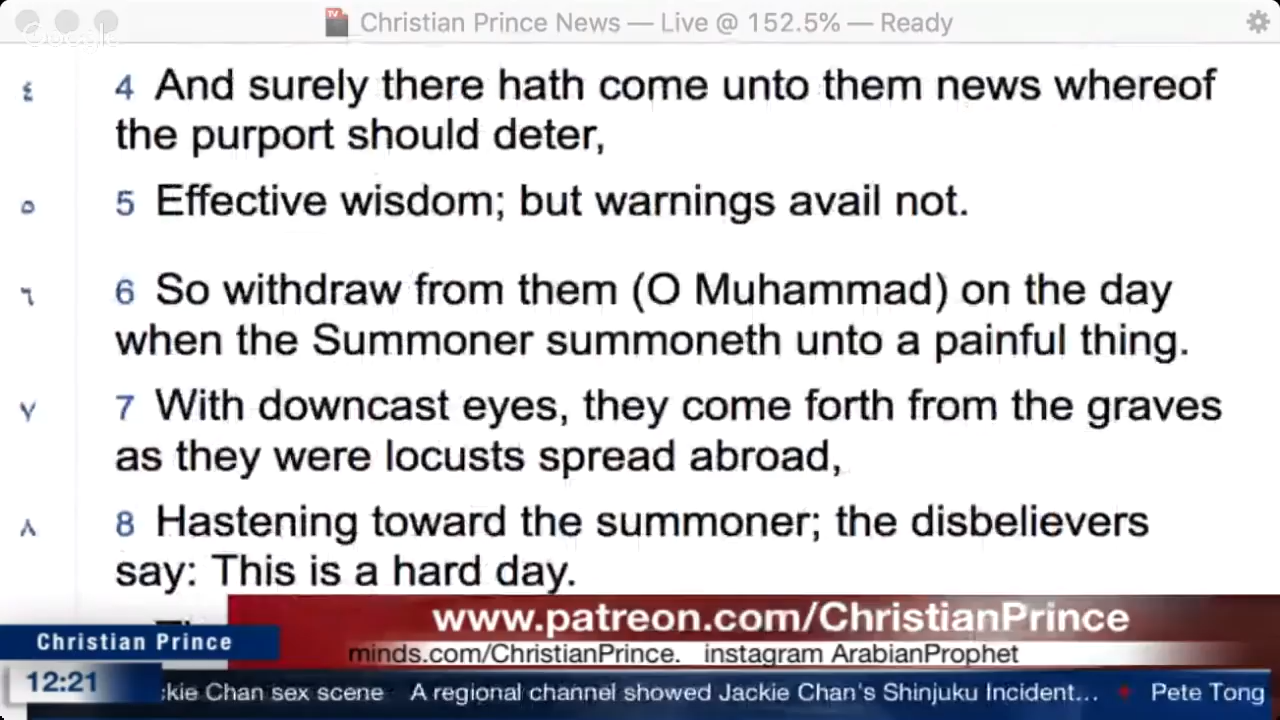 Christian Prince News — Live @ 152.5% — Ready
Google
٤ 4 And surely there hath come unto them news whereof
the purport should deter,
٥ 5 Effective wisdom; but warnings avail not.
٦ 6 So withdraw from them (O Muhammad) on the day
when the Summoner summoneth unto a painful thing.
٧ 7 With downcast eyes, they come forth from the graves
as they were locusts spread abroad,
٨ 8 Hastening toward the summoner; the disbelievers
say: This is a hard day.
www.patreon.com/ChristianPrince
Christian Prince
minds.com/ChristianPrince. instagram ArabianProphet
12:21
Chan sex scene A regional channel showed Jackie Chan's Shinjuku Incident... • Pete Tong